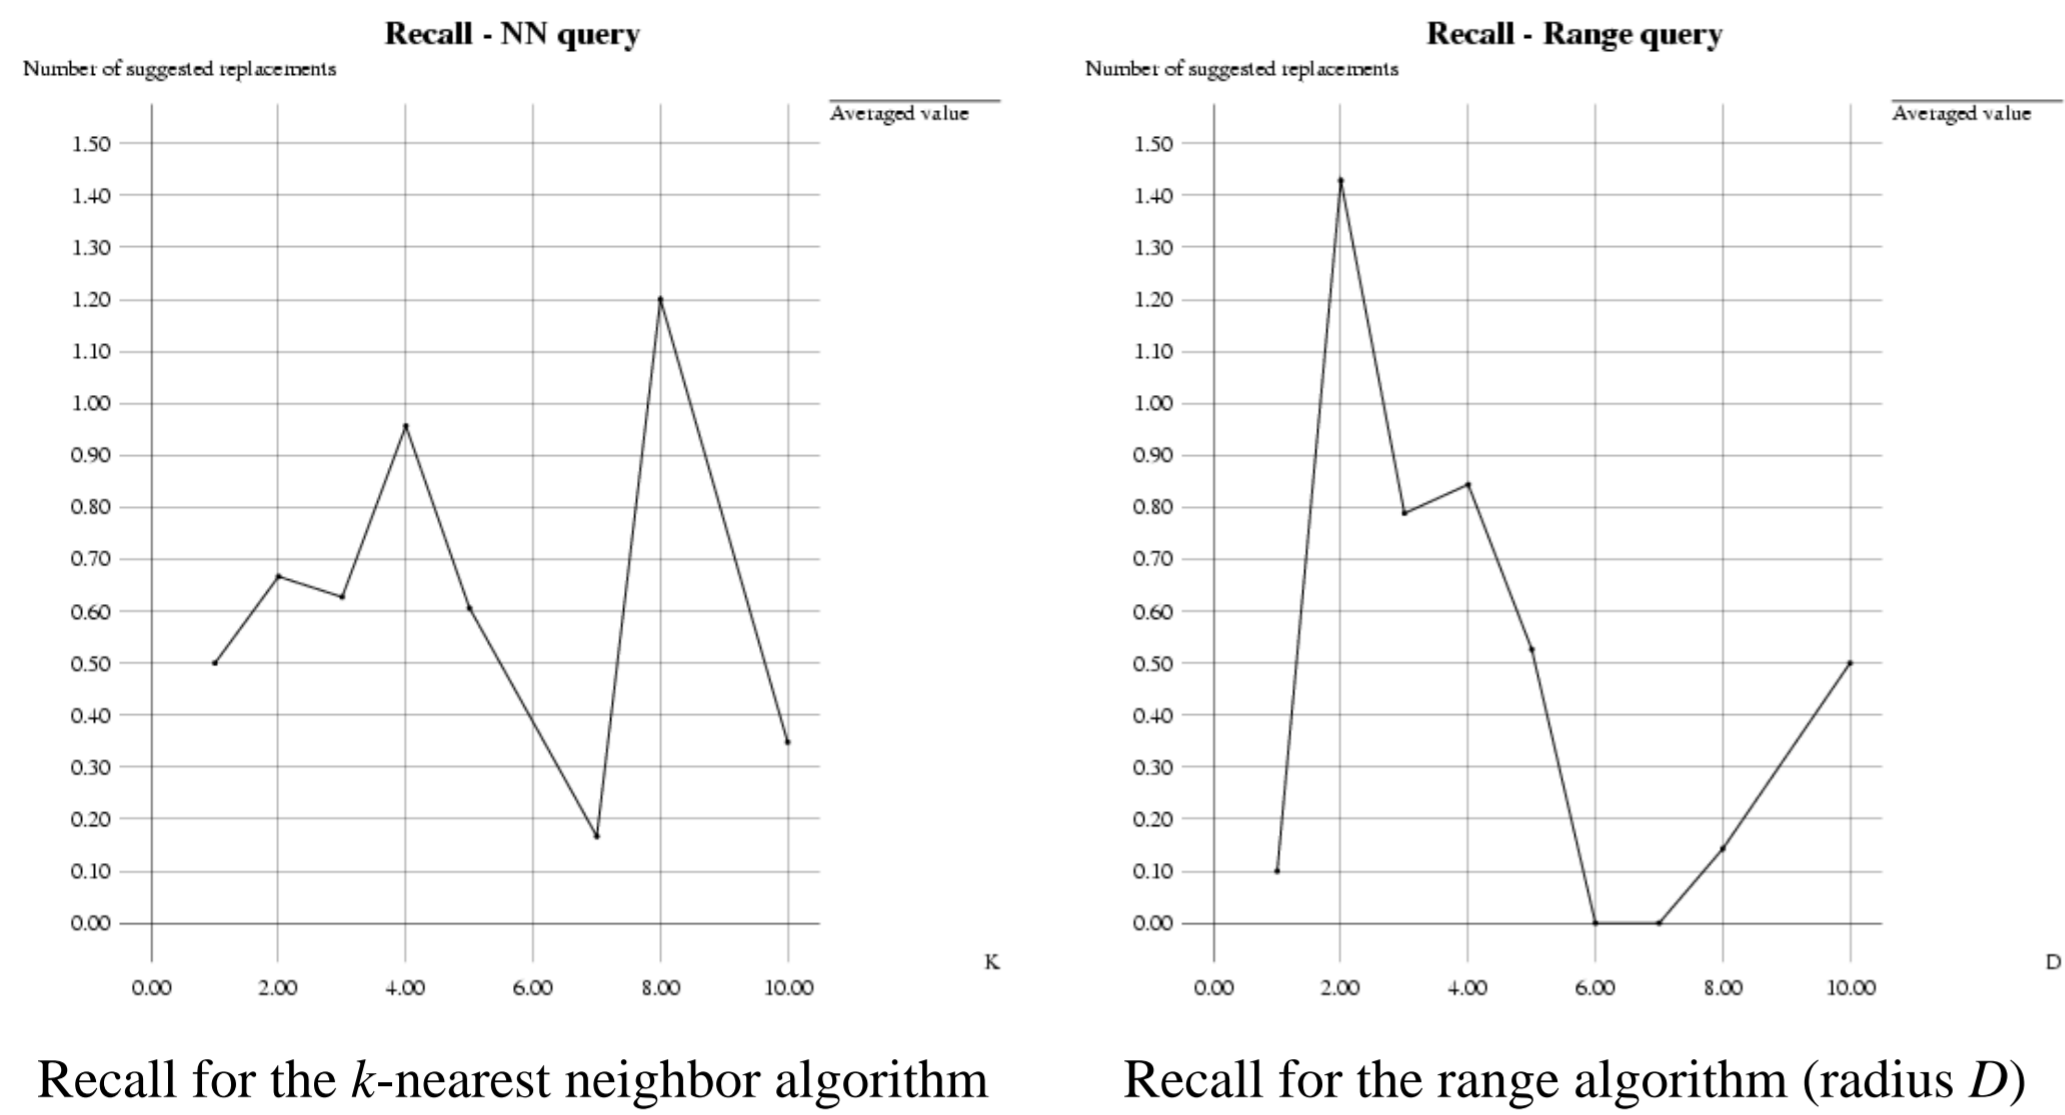 Recall - NN query
Number of suggested replacements
Averaged value
1.50
1.40
1.30
1.20
1.10
1.00
0.90
0.80
0.70
0.60
0.50
0.40
0.30
0.20
0.10
0.00
K
0.00 2.00 4.00 6.00 8.00 10.00
Recall for the k-nearest neighbor algorithm
Recall - Range query
Number of suggested replacements
Averaged value
1.50
1.40
1.30
1.20
1.10
1.00
0.90
0.80
0.70
0.60
0.50
0.40
0.30
0.20
0.10
0.00
D
0.00 2.00 4.00 6.00 8.00 10.00
Recall for the range algorithm (radius D)